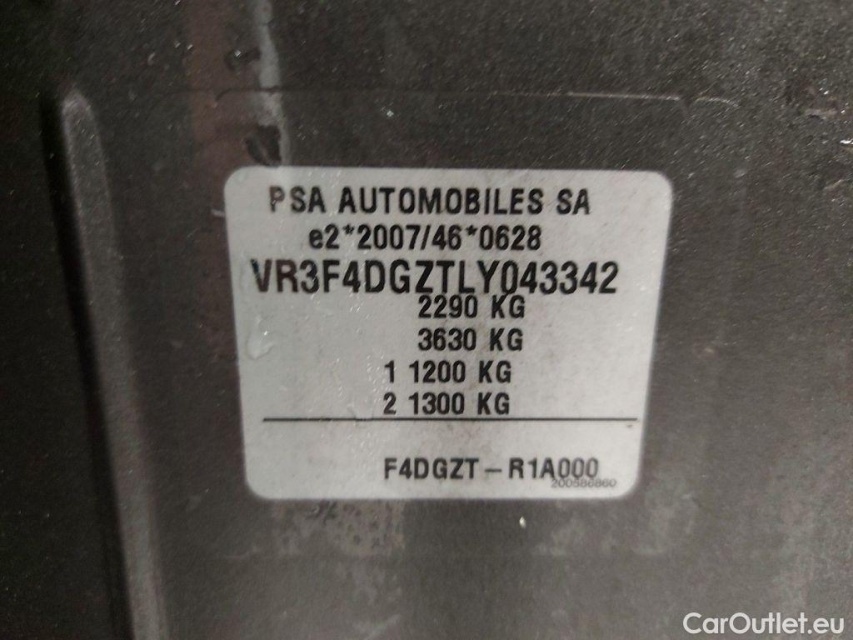 PSA AUTOMOBILES SA
e2*2007/46*0628
VR3F4DGZTLY043342
2290 KG
3630 KG
1 1200 KG
2 1300 KG
F4DGZT - R1A000
200586860
CarOutlet.eu